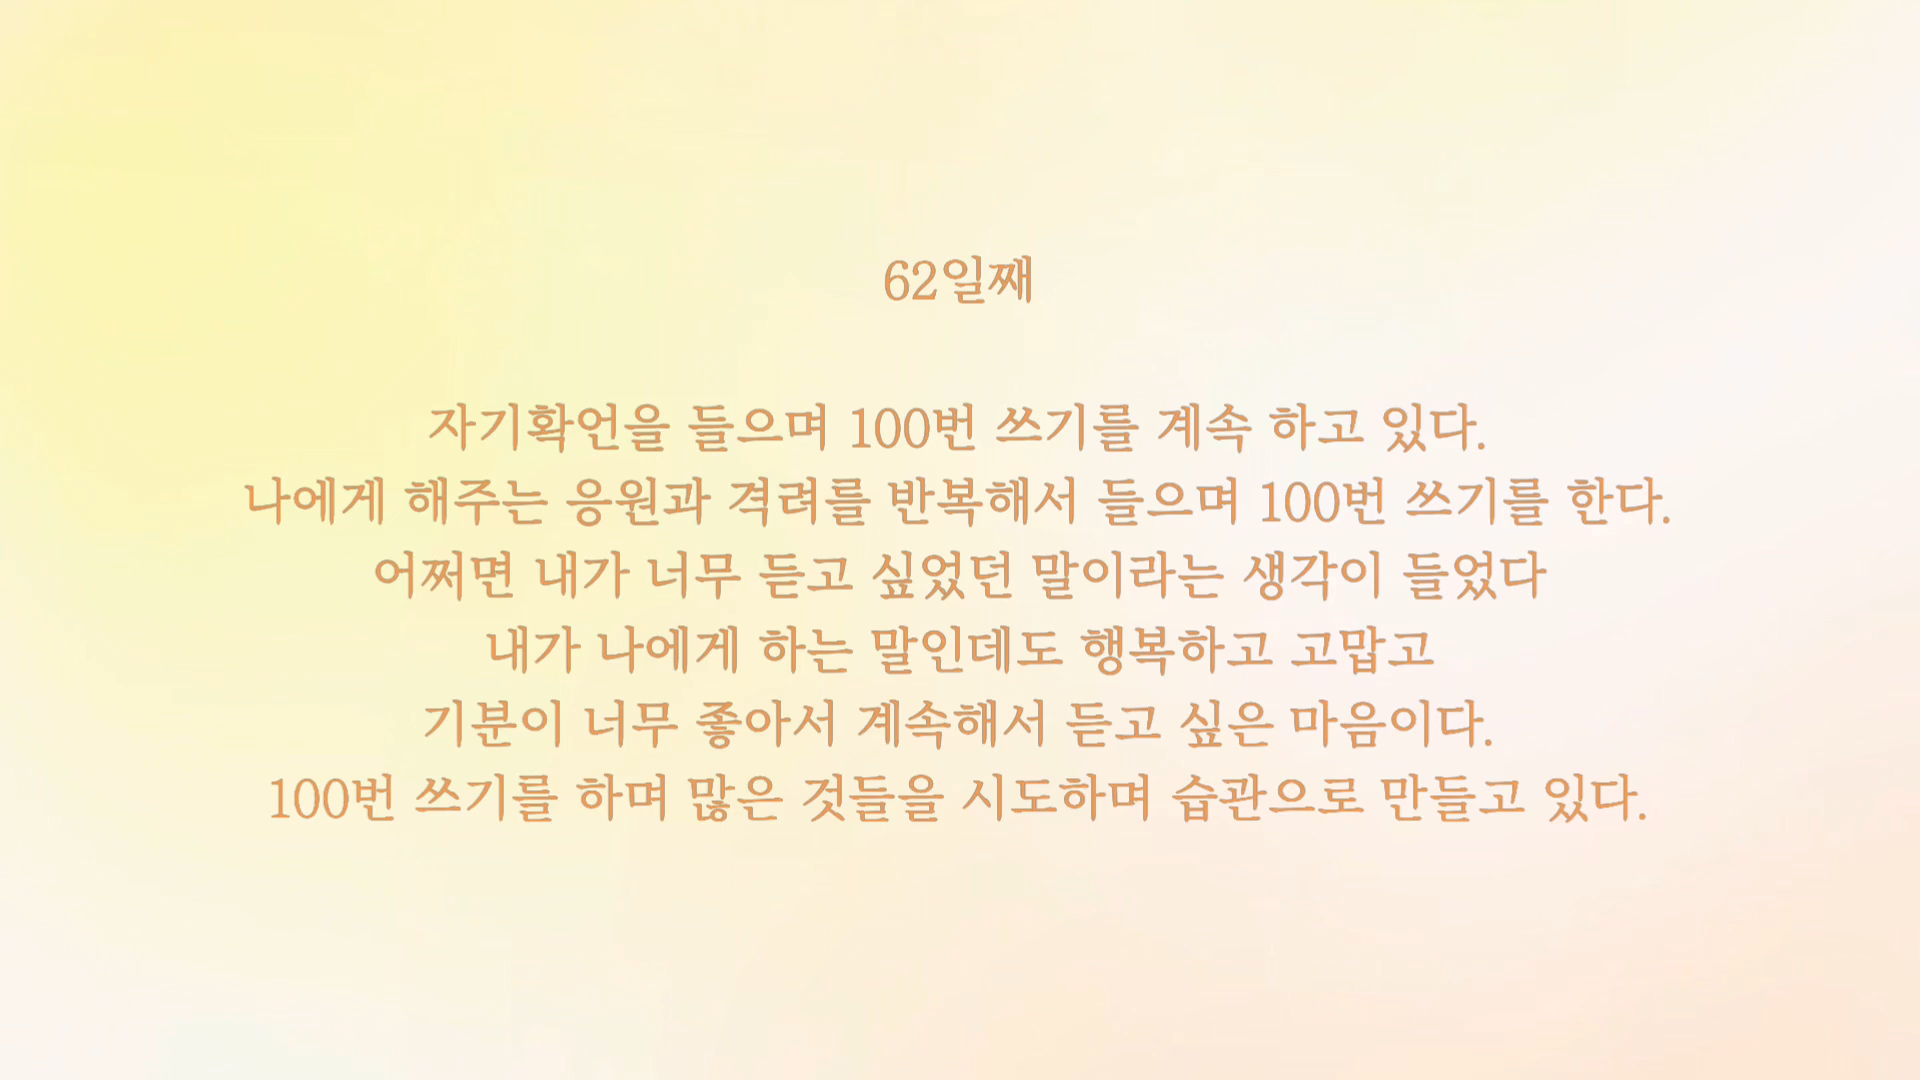 62일째
자기확언을 들으며 100번 쓰기를 계속 하고 있다.
나에게 해주는 응원과 격려를 반복해서 들으며 100번 쓰기를 한다.
어쩌면 내가 너무 듣고 싶었던 말이라는 생각이 들었다
내가 나에게 하는 말인데도 행복하고 고맙고
기분이 너무 좋아서 계속해서 듣고 싶은 마음이다.
100번 쓰기를 하며 많은 것들을 시도하며 습관으로 만들고 있다.